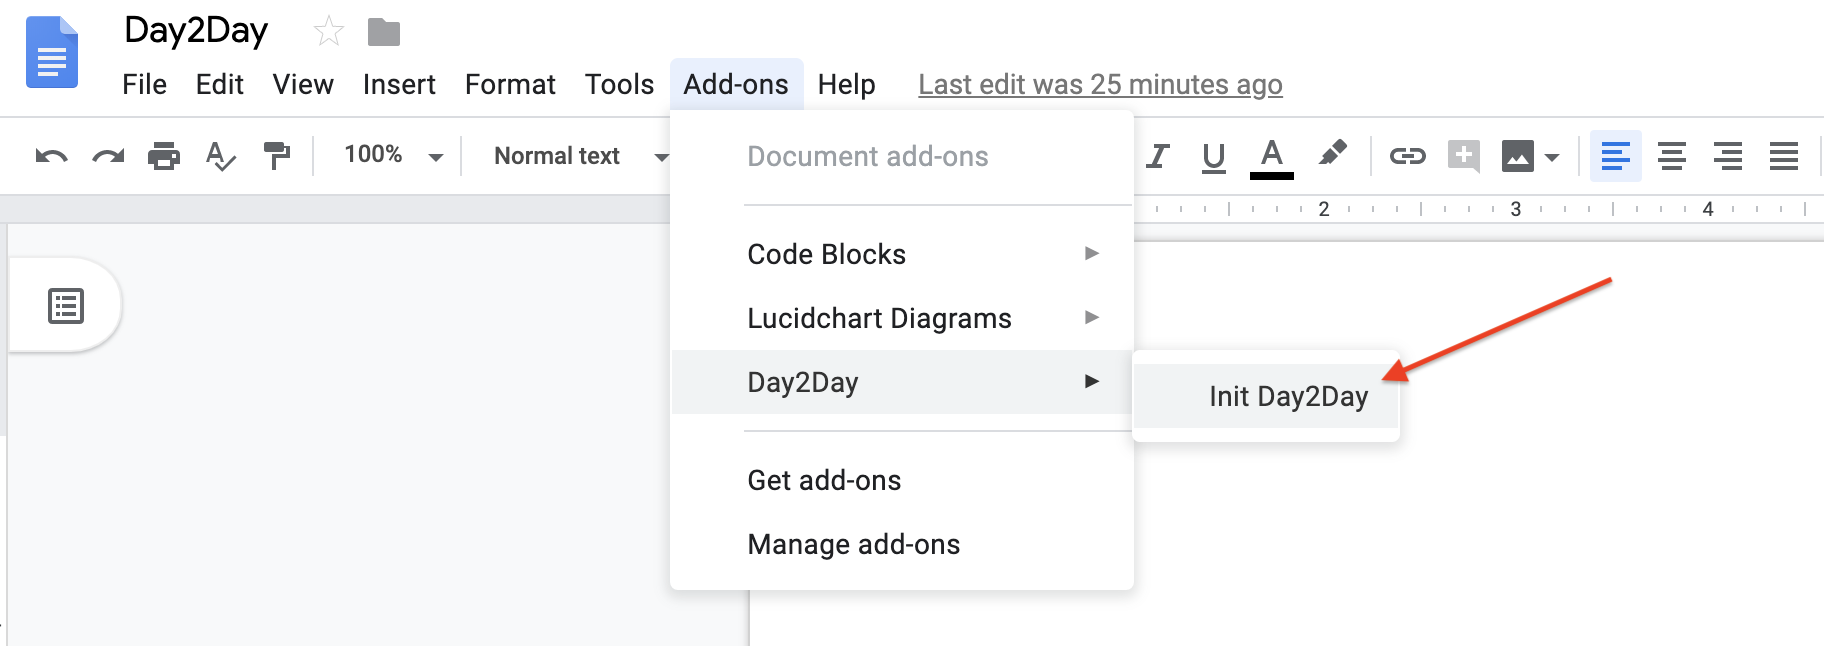 Day2Day
File Edit View Insert Format Tools Add-ons Help Last edit was 25 minutes ago
100% Normal text A
2 3 4
Document add-ons
Code Blocks
Lucidchart Diagrams
Day2Day
Init Day2Day
Get add-ons
Manage add-ons